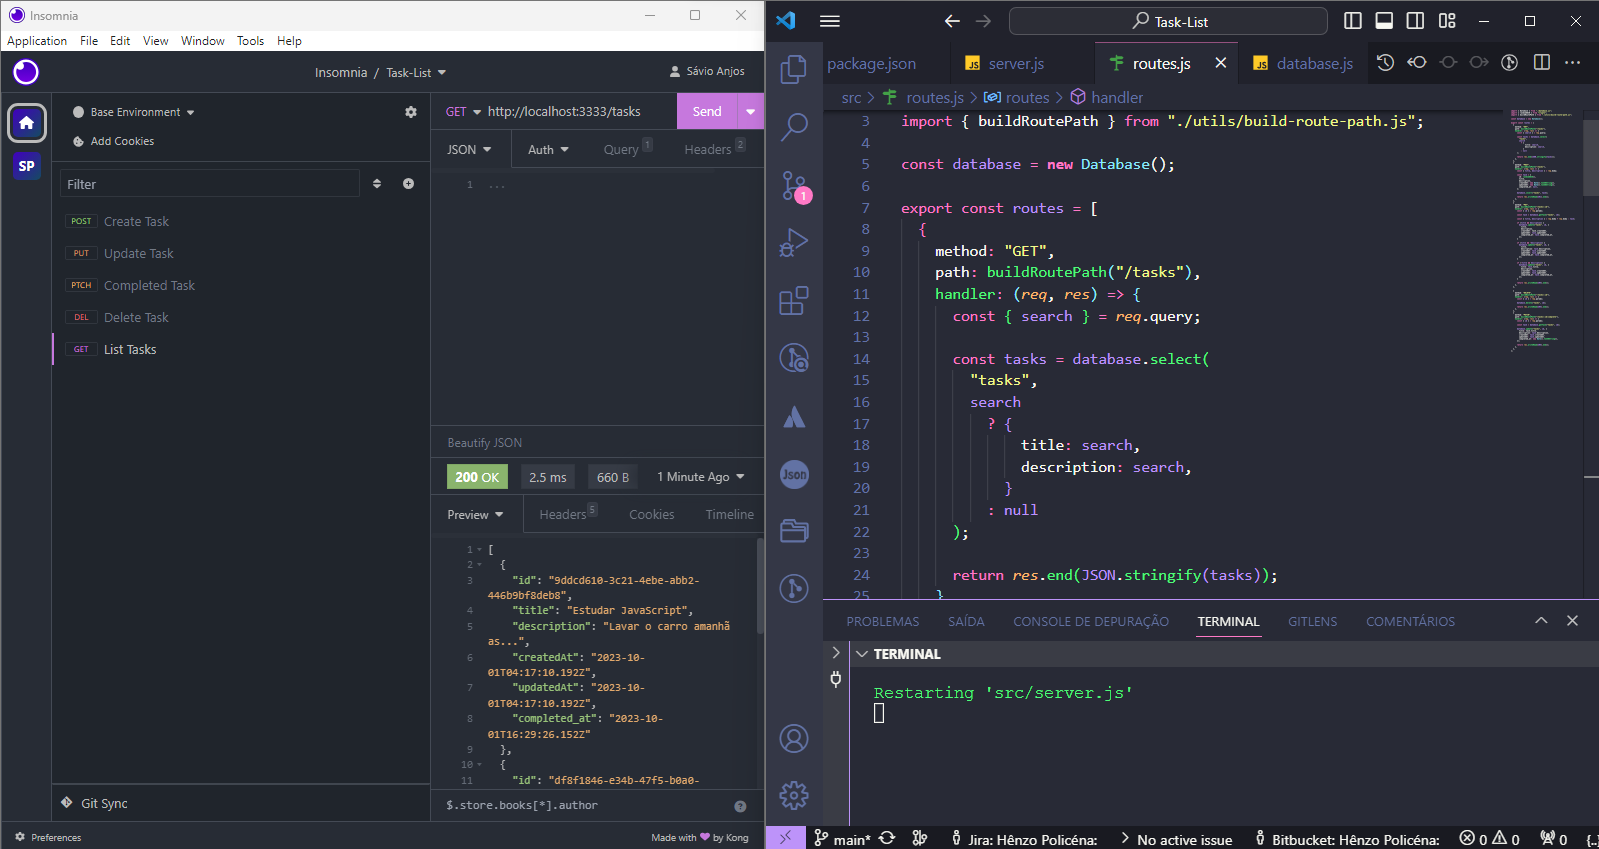 Insomnia
Application File Edit View Window Tools Help
Insomnia / Task-List
Sávio Anjos
SP
Base Environment
Add Cookies
Filter
POST Create Task
PUT Update Task
PTCH Completed Task
DEL Delete Task
GET List Tasks
Git Sync
Preferences
GET http://localhost:3333/tasks Send
JSON Auth Query 1 Headers 2
1 ...
Beautify JSON
200 OK 2.5 ms 660 B 1 Minute Ago
Preview Headers 5 Cookies Timeline
1 [
2 {
3 "id": "9ddcd610-3c21-4ebe-abb2-
446b9bf8deb8",
4 "title": "Estudar JavaScript",
5 "description": "Lavar o carro amanhã
as...",
6 "createdAt": "2023-10-
01T04:17:10.192Z",
7 "updatedAt": "2023-10-
01T04:17:10.192Z",
8 "completed_at": "2023-10-
01T16:29:26.152Z"
9 },
10 {
11 "id": "df8f1846-e34b-47f5-b0a0-
$.store.books[*].author
Made with by Kong
Task-List
package.json JS server.js routes.js JS database.js
src > routes.js > routes > handler
3 import { buildRoutePath } from "./utils/build-route-path.js";
4
5 const database = new Database();
6
7 export const routes = [
8 {
9 method: "GET",
10 path: buildRoutePath("/tasks"),
11 handler: (req, res) => {
12 const { search } = req.query;
13
14 const tasks = database.select(
15 "tasks",
16 search
17 ? {
18 title: search,
19 description: search,
20 }
21 : null
22 );
23
24 return res.end(JSON.stringify(tasks));
25 }
1
Json
PROBLEMAS SAÍDA CONSOLE DE DEPURAÇÃO TERMINAL GITLENS COMENTÁRIOS
TERMINAL
Restarting 'src/server.js'
main* Jira: Hênzo Policéna: No active issue Bitbucket: Hênzo Policéna: 0 0 0 {..}